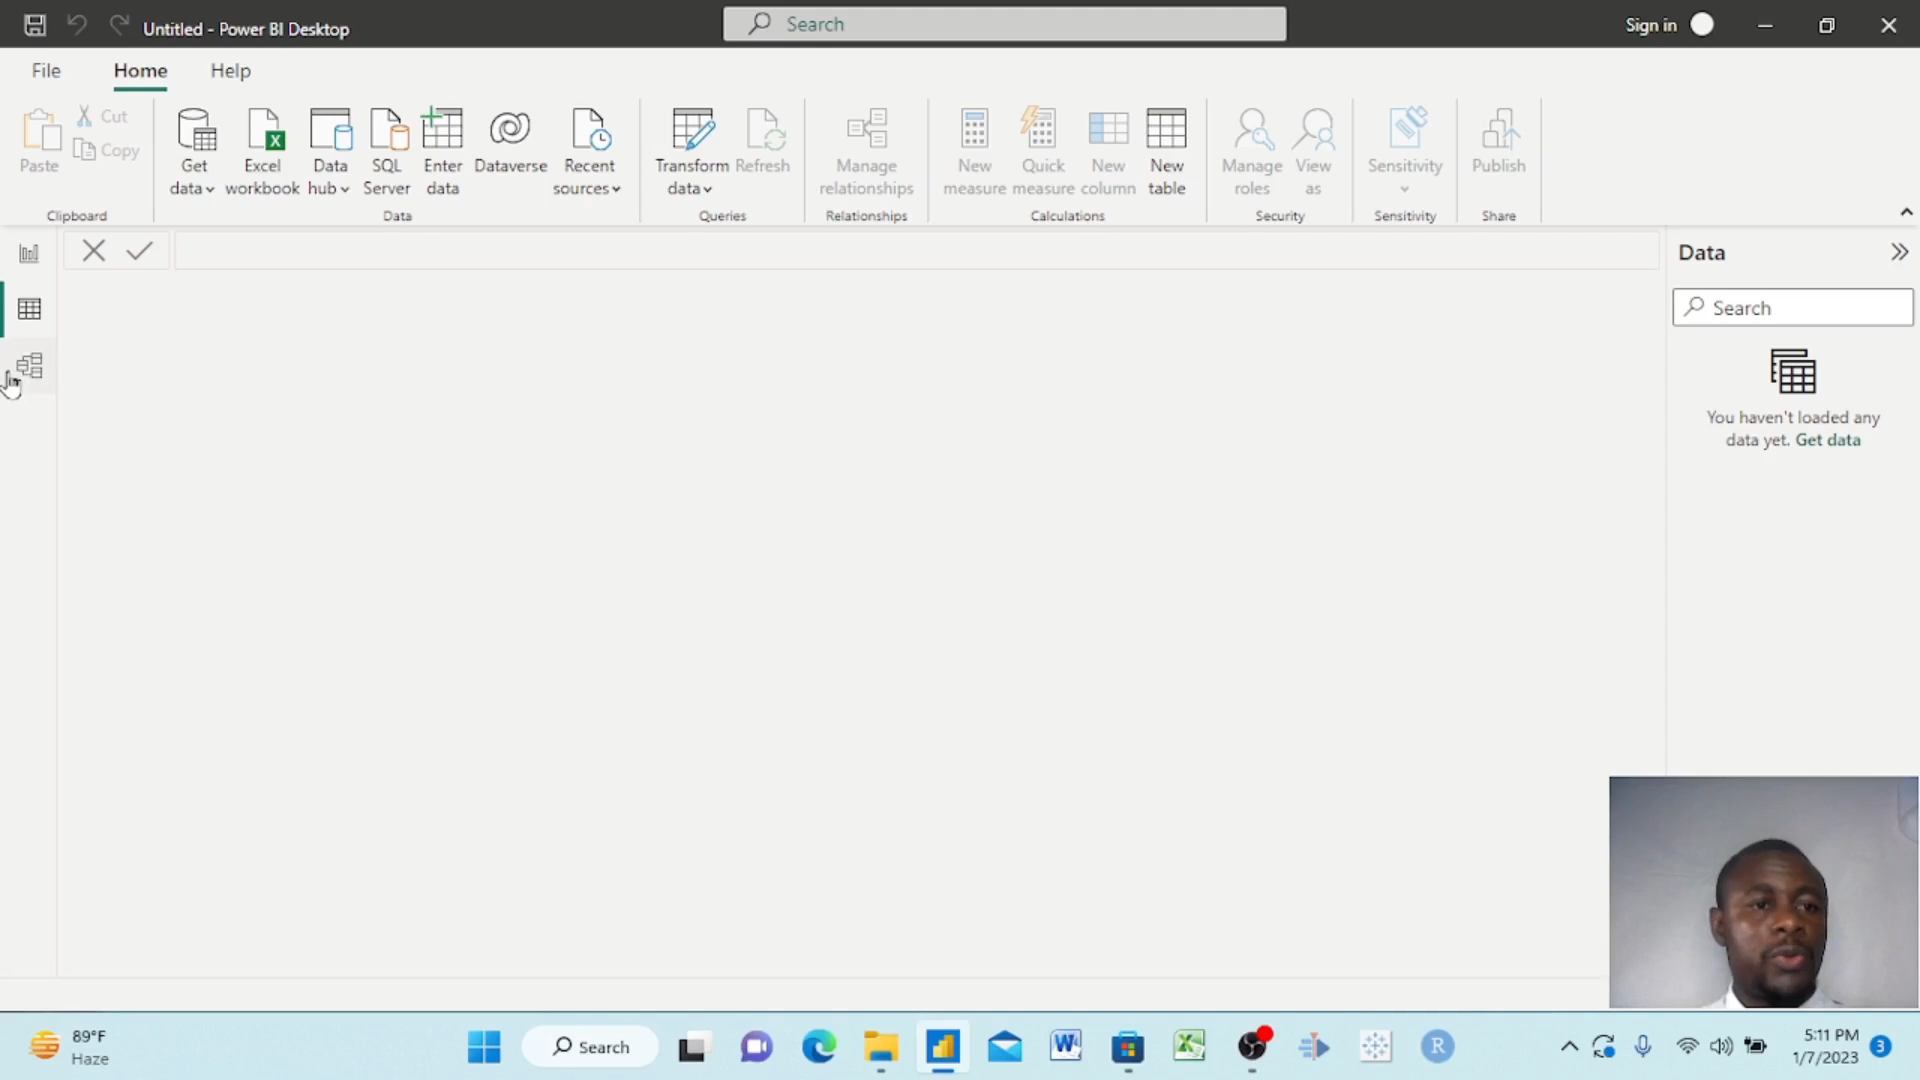 Untitled - Power BI Desktop
Search
Sign in
File
Home
Help
Paste
Cut
Copy
Clipboard
Get data
Excel workbook
Data hub
SQL Server
Enter data
Dataverse
Recent sources
Data
Transform data
Refresh
Queries
Manage relationships
Relationships
New measure
Quick measure
New column
New table
Calculations
Manage roles
View as
Security
Sensitivity
Sensitivity
Publish
Share
Data
Search
You haven't loaded any
data yet. Get data
89°F
Haze
Search
R
5:11 PM
1/7/2023
3